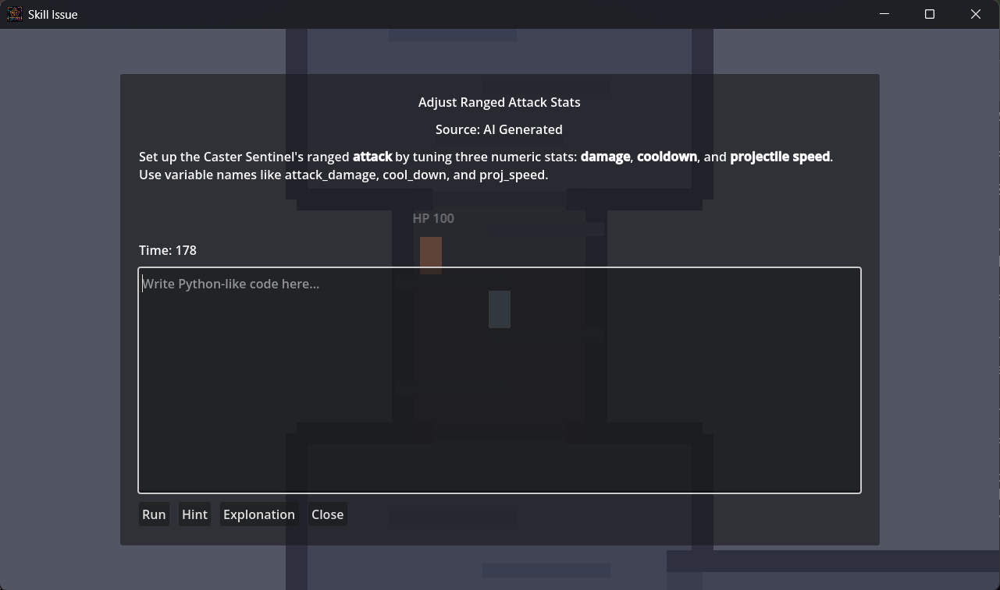 Skill Issue
Adjust Ranged Attack Stats
Source: AI Generated
Set up the Caster Sentinel's ranged attack by tuning three numeric stats: damage, cooldown, and projectile speed.
Use variable names like attack_damage, cool_down, and proj_speed.
HP 100
Time: 178
Write Python-like code here...
Run Hint Explonation Close